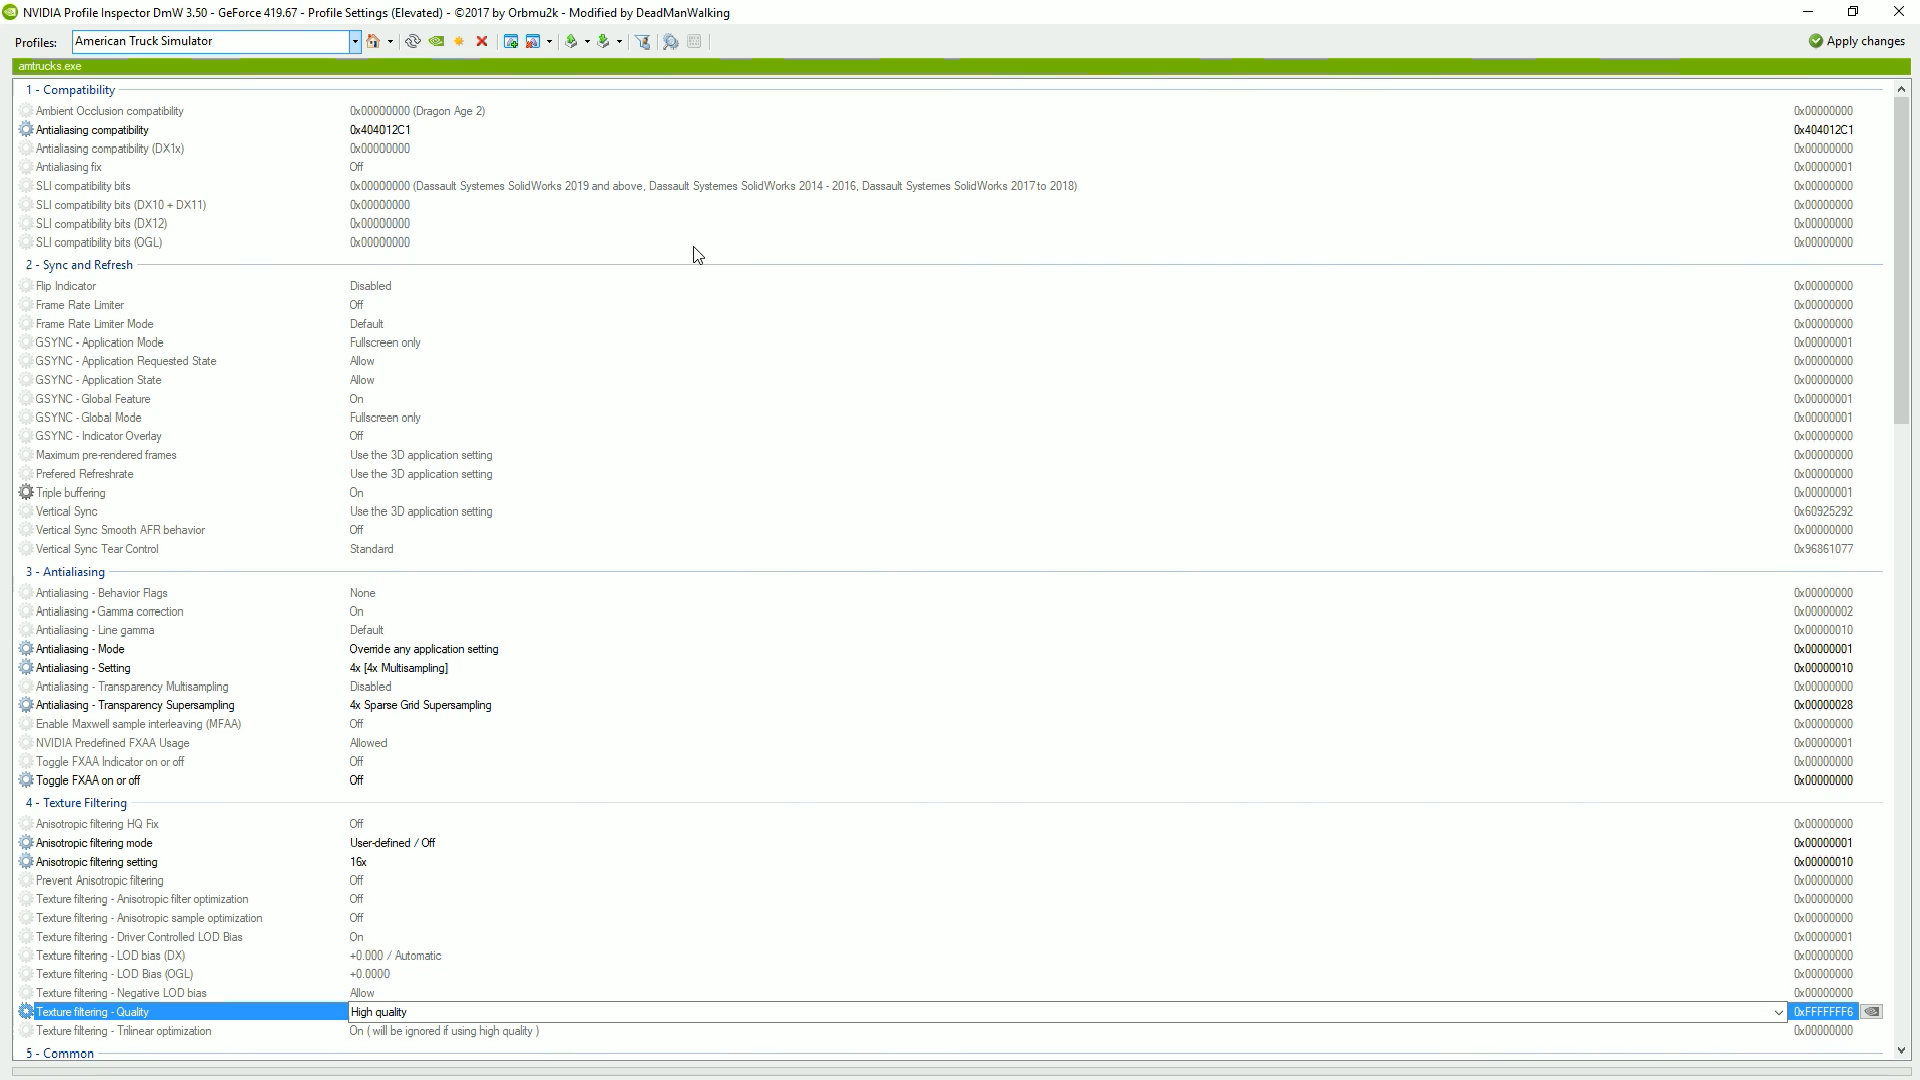 NVIDIA Profile Inspector DmW 3.50 - GeForce 419.67 - Profile Settings (Elevated) - ©2017 by Orbmu2k - Modified by DeadManWalking
Profiles: American Truck Simulator Apply changes
amtrucks.exe
1 - Compatibility
Ambient Occlusion compatibility 0x00000000 (Dragon Age 2) 0x00000000
Antialiasing compatibility 0x404012C1 0x404012C1
Antialiasing compatibility (DX1x) 0x00000000 0x00000000
Antialiasing fix Off 0x00000001
SLI compatibility bits 0x00000000 (Dassault Systemes SolidWorks 2019 and above, Dassault Systemes SolidWorks 2014 - 2016, Dassault Systemes SolidWorks 2017 to 2018) 0x00000000
SLI compatibility bits (DX10 + DX11) 0x00000000 0x00000000
SLI compatibility bits (DX12) 0x00000000 0x00000000
SLI compatibility bits (OGL) 0x00000000 0x00000000
2 - Sync and Refresh
Flip Indicator Disabled 0x00000000
Frame Rate Limiter Off 0x00000000
Frame Rate Limiter Mode Default 0x00000000
GSYNC - Application Mode Fullscreen only 0x00000001
GSYNC - Application Requested State Allow 0x00000000
GSYNC - Application State Allow 0x00000000
GSYNC - Global Feature On 0x00000001
GSYNC - Global Mode Fullscreen only 0x00000001
GSYNC - Indicator Overlay Off 0x00000000
Maximum pre-rendered frames Use the 3D application setting 0x00000000
Prefered Refreshrate Use the 3D application setting 0x00000000
Triple buffering On 0x00000001
Vertical Sync Use the 3D application setting 0x60925292
Vertical Sync Smooth AFR behavior Off 0x00000000
Vertical Sync Tear Control Standard 0x96861077
3 - Antialiasing
Antialiasing - Behavior Flags None 0x00000000
Antialiasing - Gamma correction On 0x00000002
Antialiasing - Line gamma Default 0x00000010
Antialiasing - Mode Override any application setting 0x00000001
Antialiasing - Setting 4x [4x Multisampling] 0x00000010
Antialiasing - Transparency Multisampling Disabled 0x00000000
Antialiasing - Transparency Supersampling 4x Sparse Grid Supersampling 0x00000028
Enable Maxwell sample interleaving (MFAA) Off 0x00000000
NVIDIA Predefined FXAA Usage Allowed 0x00000001
Toggle FXAA Indicator on or off Off 0x00000000
Toggle FXAA on or off Off 0x00000000
4 - Texture Filtering
Anisotropic filtering HQ Fix Off 0x00000000
Anisotropic filtering mode User-defined / Off 0x00000001
Anisotropic filtering setting 16x 0x00000010
Prevent Anisotropic filtering Off 0x00000000
Texture filtering - Anisotropic filter optimization Off 0x00000000
Texture filtering - Anisotropic sample optimization Off 0x00000000
Texture filtering - Driver Controlled LOD Bias On 0x00000001
Texture filtering - LOD bias (DX) +0.000 / Automatic 0x00000000
Texture filtering - LOD Bias (OGL) +0.0000 0x00000000
Texture filtering - Negative LOD bias Allow 0x00000000
Texture filtering - Quality High quality 0xFFFFFFF6
Texture filtering - Trilinear optimization On ( will be ignored if using high quality ) 0x00000000
5 - Common